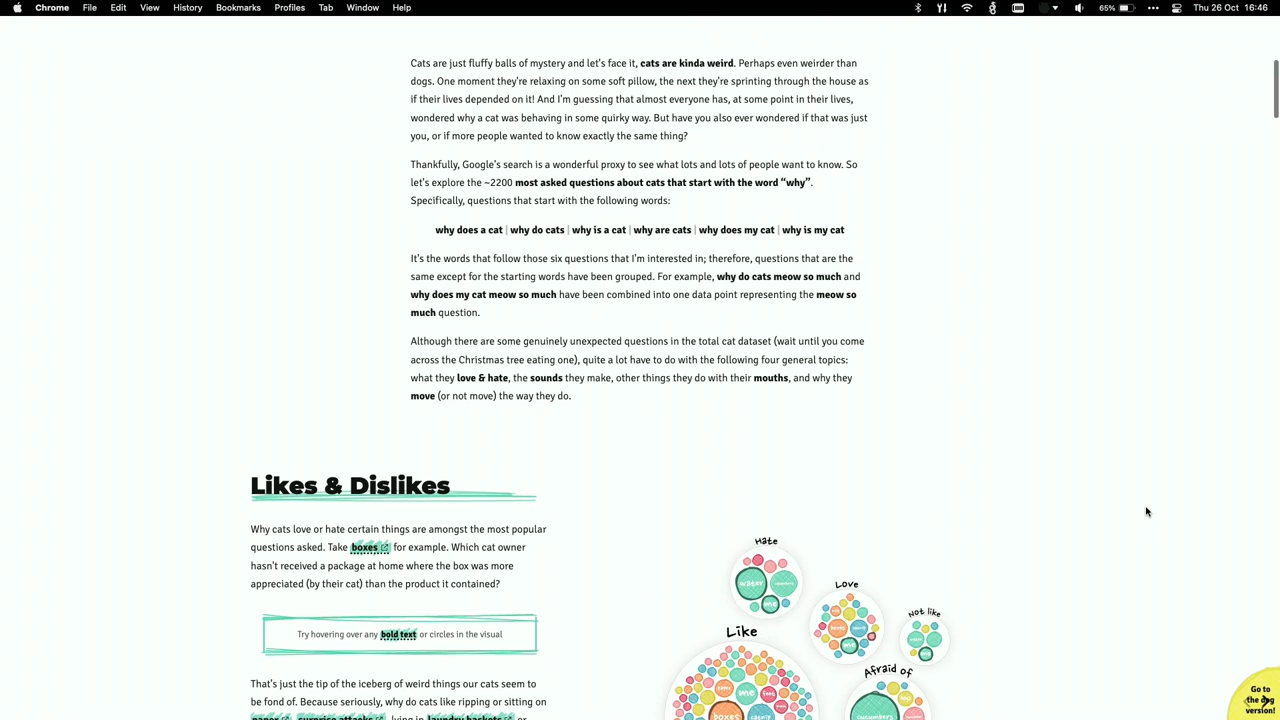 Chrome File Edit View History Bookmarks Profiles Tab Window Help 65% Thu 26 Oct 16:46
Cats are just fluffy balls of mystery and let's face it, cats are kinda weird. Perhaps even weirder than
dogs. One moment they're relaxing on some soft pillow, the next they're sprinting through the house as
if their lives depended on it! And I'm guessing that almost everyone has, at some point in their lives,
wondered why a cat was behaving in some quirky way. But have you also ever wondered if that was just
you, or if more people wanted to know exactly the same thing?
Thankfully, Google's search is a wonderful proxy to see what lots and lots of people want to know. So
let's explore the ~2200 most asked questions about cats that start with the word “why”.
Specifically, questions that start with the following words:
why does a cat | why do cats | why is a cat | why are cats | why does my cat | why is my cat
It's the words that follow those six questions that I'm interested in; therefore, questions that are the
same except for the starting words have been grouped. For example, why do cats meow so much and
why does my cat meow so much have been combined into one data point representing the meow so
much question.
Although there are some genuinely unexpected questions in the total cat dataset (wait until you come
across the Christmas tree eating one), quite a lot have to do with the following four general topics:
what they love & hate, the sounds they make, other things they do with their mouths, and why they
move (or not move) the way they do.
Likes & Dislikes
Why cats love or hate certain things are amongst the most popular
questions asked. Take boxes for example. Which cat owner
hasn't received a package at home where the box was more
appreciated (by their cat) than the product it contained?
Try hovering over any bold text or circles in the visual
That's just the tip of the iceberg of weird things our cats seem to
be fond of. Because seriously, why do cats like ripping or sitting on
paper, surprise attacks, lying in laundry baskets or
Hate
water
me
Love
boxes
me
Not like
me
Like
me
boxes
catnip
Afraid of
cucumbers
Go to
the dog
version!